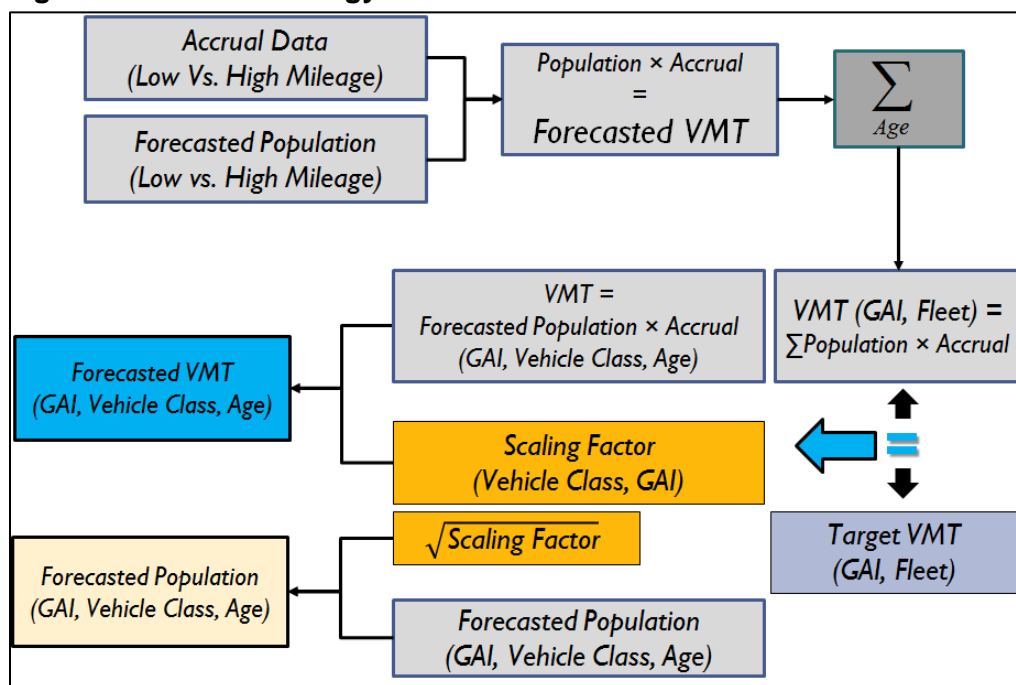 Accrual Data
(Low Vs. High Mileage)
Forecasted Population
(Low vs. High Mileage)
Population × Accrual
=
Forecasted VMT
∑
Age
VMT =
Forecasted Population × Accrual
(GAI, Vehicle Class, Age)
VMT (GAI, Fleet) =
∑Population × Accrual
Forecasted VMT
(GAI, Vehicle Class, Age)
Scaling Factor
(Vehicle Class, GAI)
=
√Scaling Factor
Target VMT
(GAI, Fleet)
Forecasted Population
(GAI, Vehicle Class, Age)
Forecasted Population
(GAI, Vehicle Class, Age)